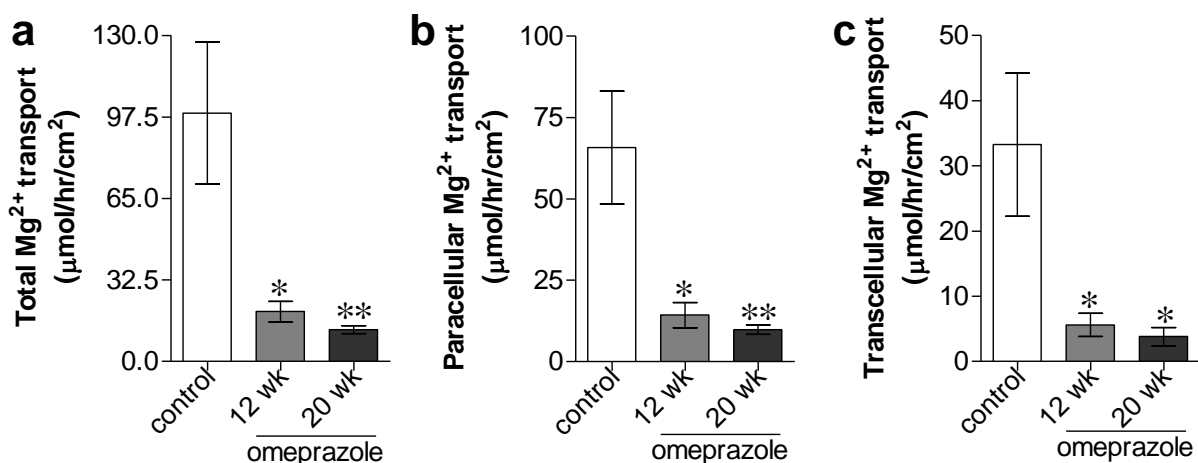 a
Total Mg²⁺ transport
(μmol/hr/cm²)
130.0
97.5
65.0
32.5
0.0
*
**
control
12 wk
20 wk
omeprazole
b
Paracellular Mg²⁺ transport
(μmol/hr/cm²)
100
75
50
25
0
*
**
control
12 wk
20 wk
omeprazole
c
Transcellular Mg²⁺ transport
(μmol/hr/cm²)
50
40
30
20
10
0
*
*
control
12 wk
20 wk
omeprazole